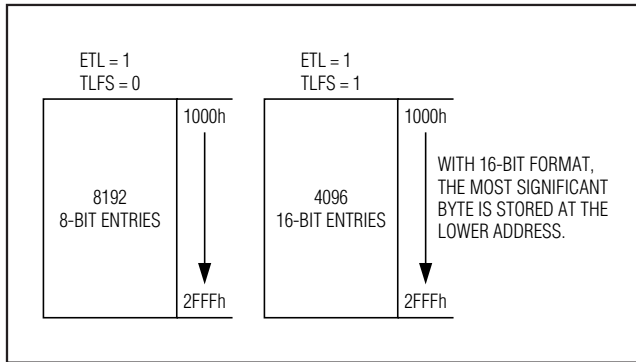 ETL = 1
TLFS = 0
1000h
8192
8-BIT ENTRIES
2FFFh
ETL = 1
TLFS = 1
1000h
4096
16-BIT ENTRIES
2FFFh
WITH 16-BIT FORMAT,
THE MOST SIGNIFICANT
BYTE IS STORED AT THE
LOWER ADDRESS.